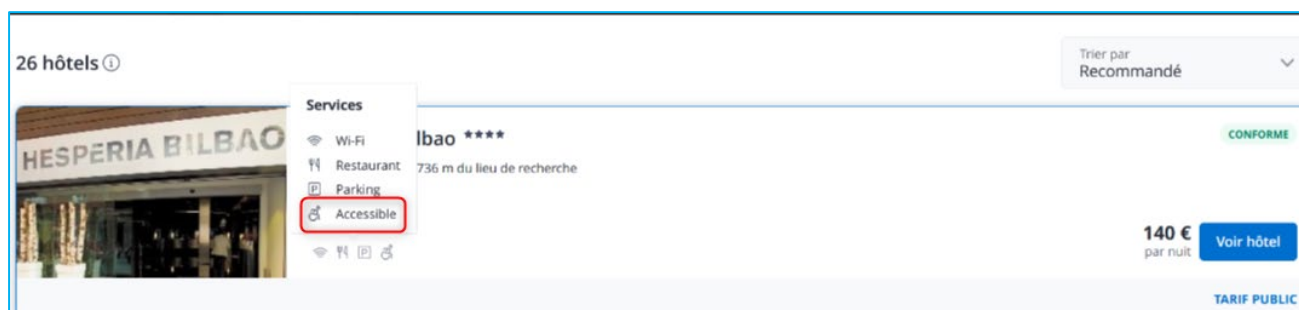 26 hôtels
Trier par
Recommandé
HESPERIA BILBAO
Services
Wi-Fi
Restaurant
P Parking
Accessible
lbao ****
736 m du lieu de recherche
P
CONFORME
140 €
par nuit
Voir hôtel
TARIF PUBLIC